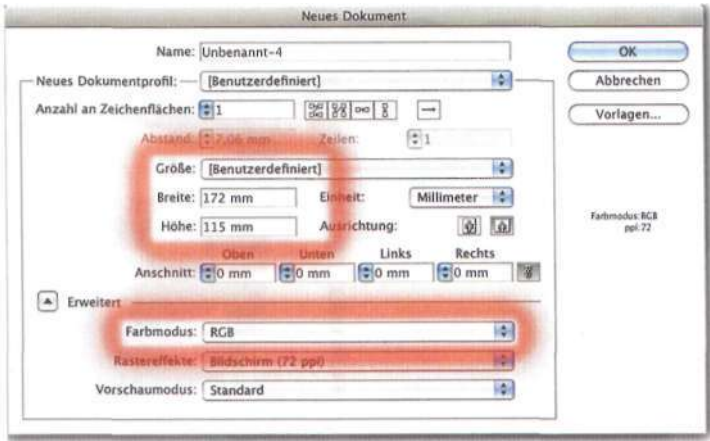 Neues Dokument
Name: Unbenannt-4
OK
Neues Dokumentprofil: [Benutzerdefiniert]
Abbrechen
Anzahl an Zeichenflächen: 1
Vorlagen...
Abstand: 7,06 mm Zeilen: 1
Größe: [Benutzerdefiniert]
Breite: 172 mm Einheit: Millimeter
Höhe: 115 mm Ausrichtung:
Farbmodus:RGB
ppi:72
Oben Unten Links Rechts
Anschnitt: 0 mm 0 mm 0 mm 0 mm
Erweitert
Farbmodus: RGB
Rastereffekte: Bildschirm (72 ppi)
Vorschaumodus: Standard